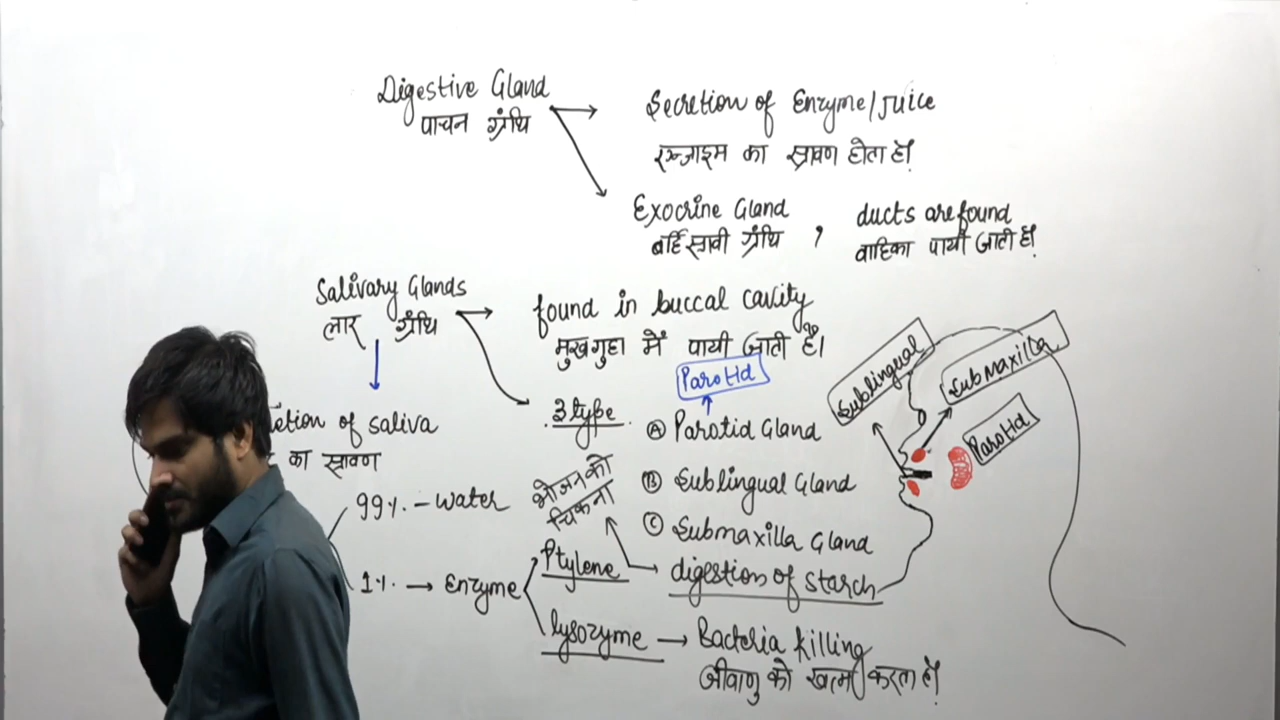 Digestive Gland
पाचन ग्रंथि
Secretion of Enzyme/Juice
एन्जाइम का स्रावण होता है।
Exocrine Gland , ducts are found
बर्हिस्रावी ग्रंथि वाहिका पायी जाती है।
Salivary Glands
लार ग्रंथि
found in buccal cavity
मुखगुहा में पायी जाती है।
Parotid
3 type
Ⓐ Parotid Gland
Ⓑ Sublingual Gland
Ⓒ Submaxilla Gland
Sublingual
Submaxilla
Parotid
of saliva
का स्रावण
99%. - Water
1%. → Enzyme
भोजन को
चिकना
Ptylene → digestion of starch
lysozyme → Bacteria killing
जीवाणु को खत्म करता है।